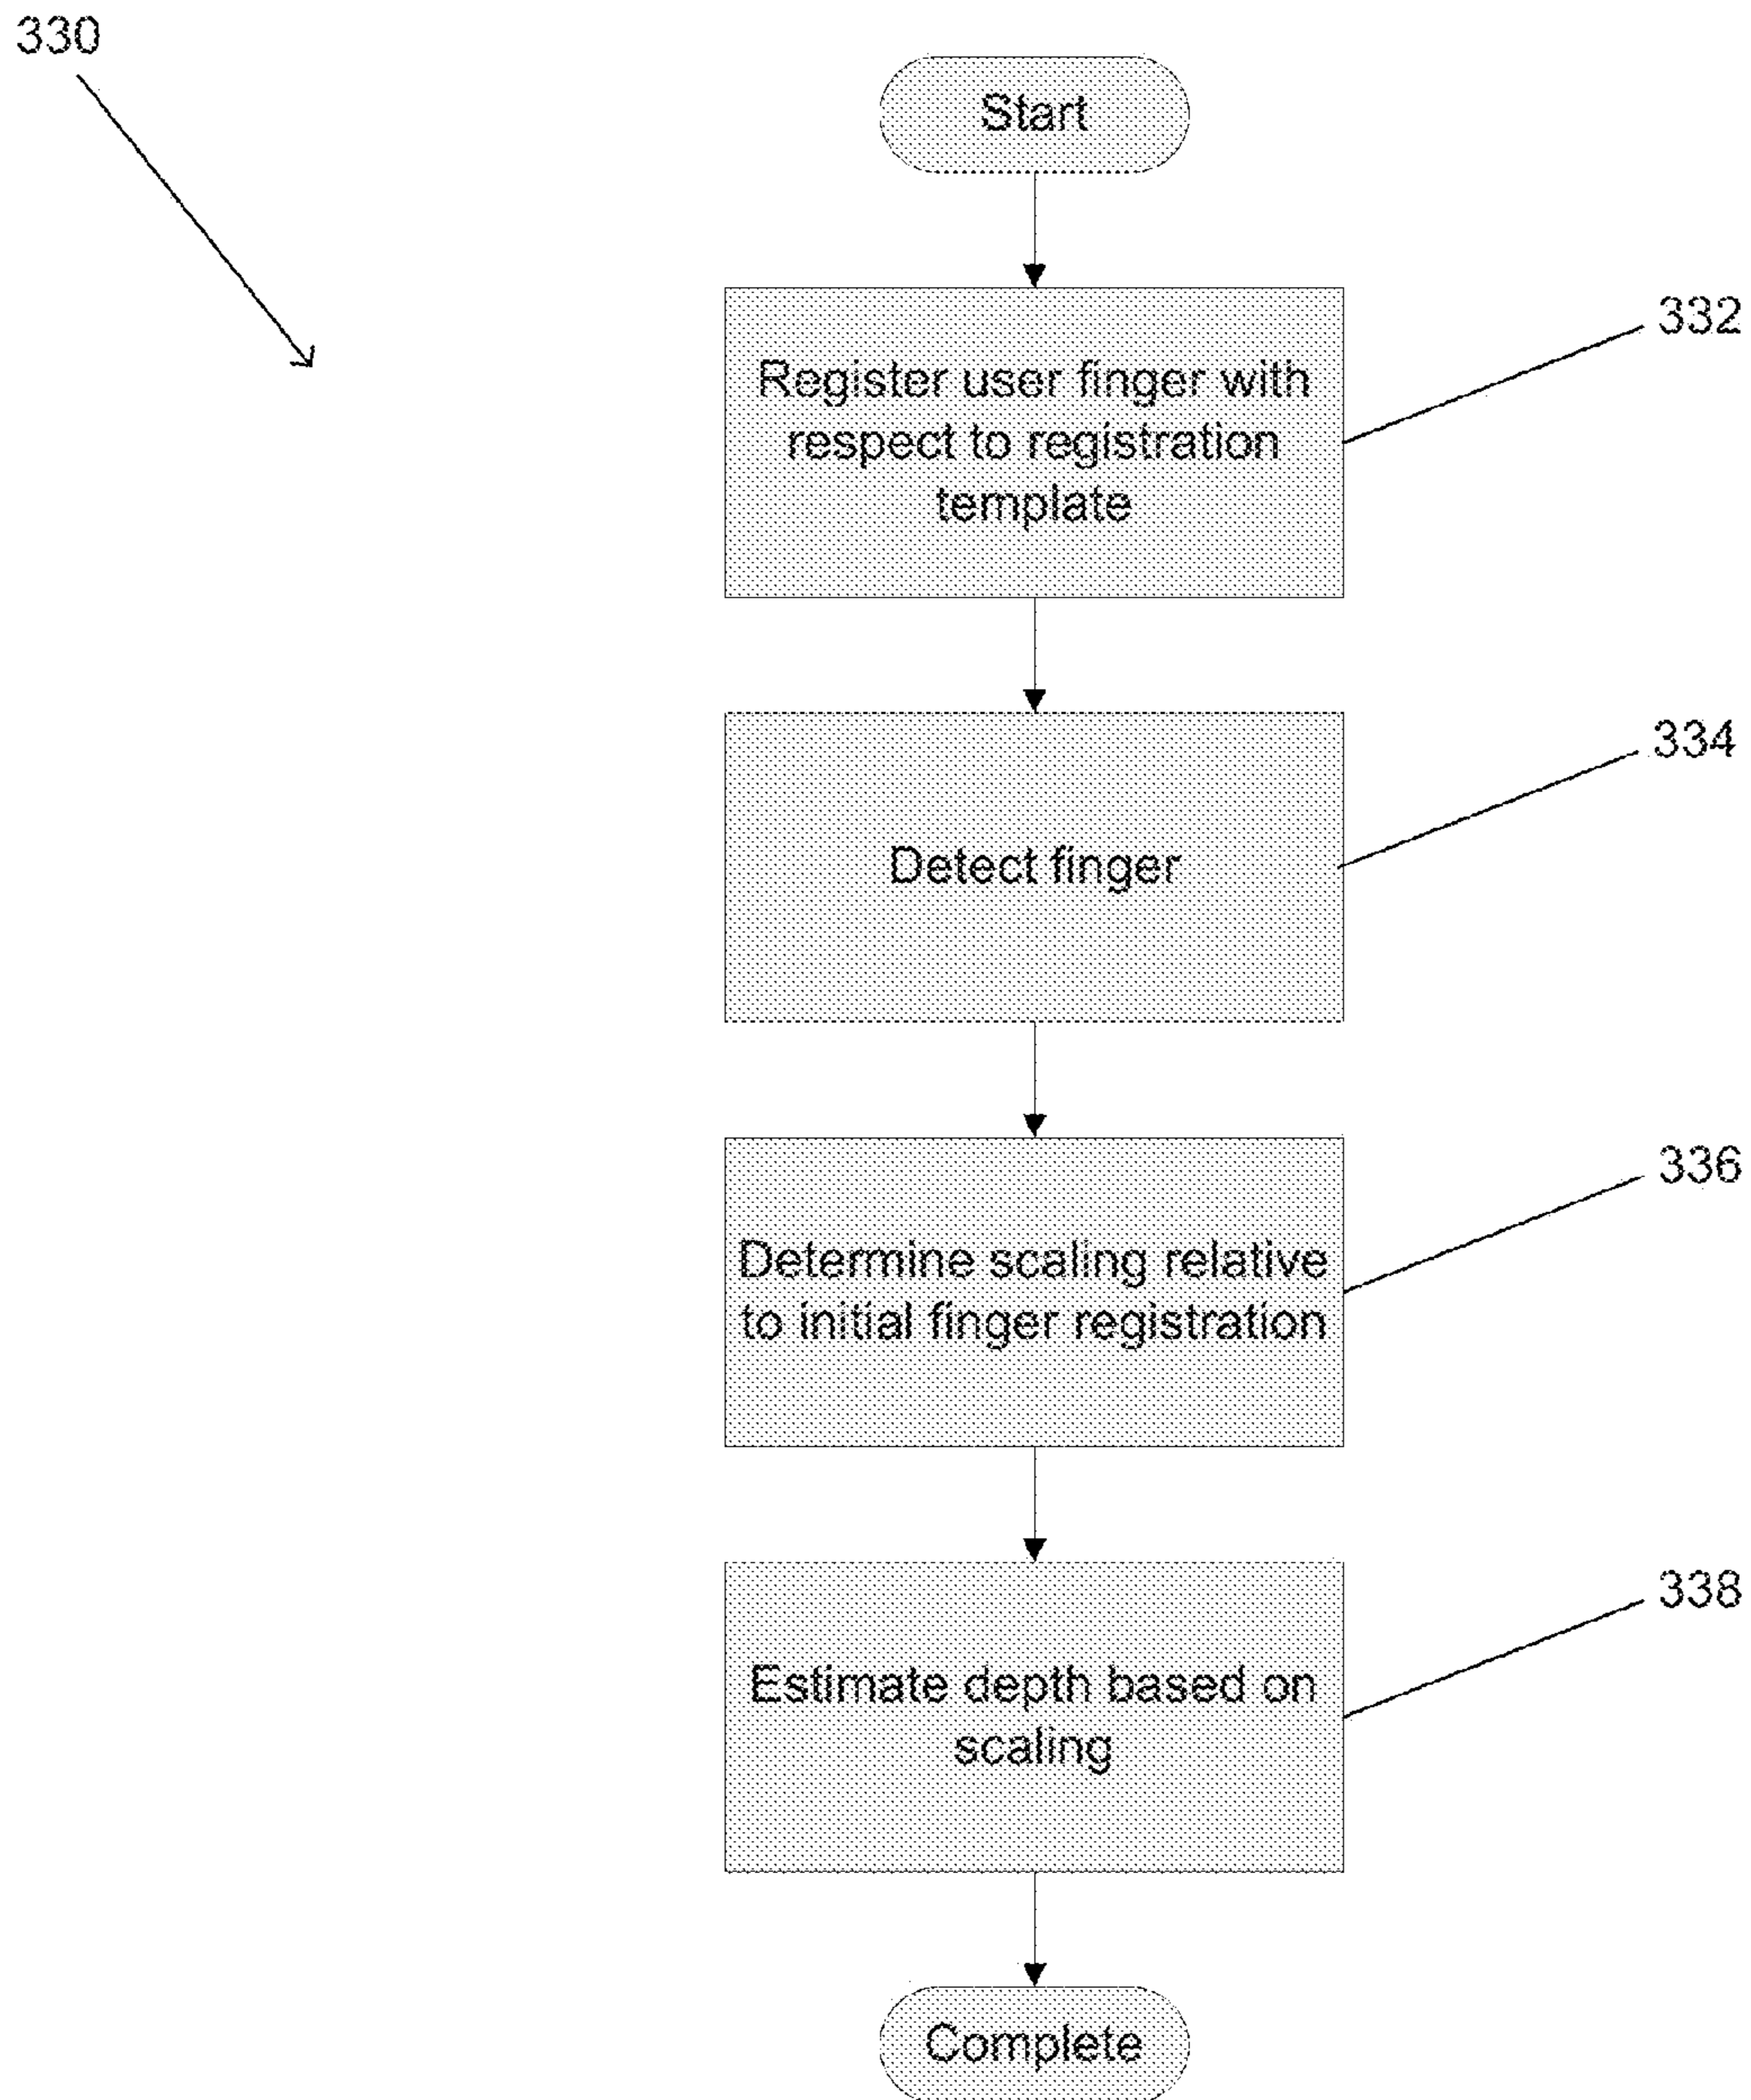 330
Start
Register user finger with
respect to registration
template
332
Detect finger
334
Determine scaling relative
to initial finger registration
336
Estimate depth based on
scaling
338
Complete